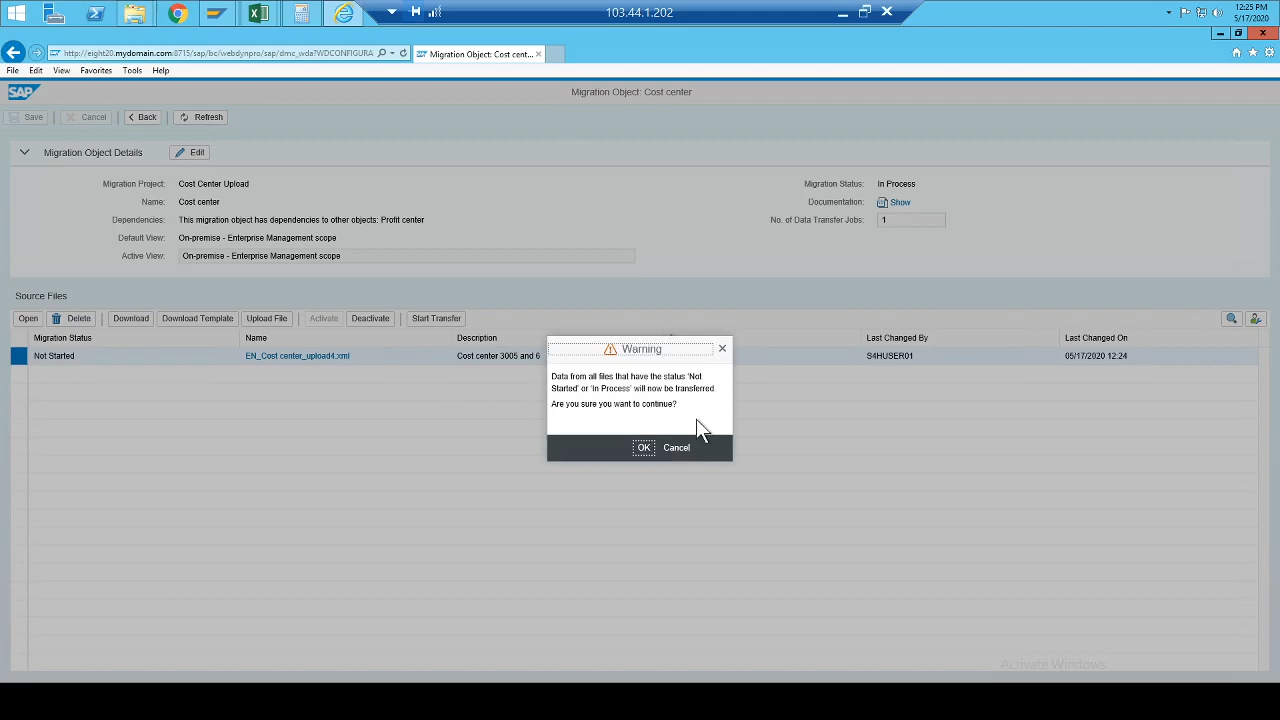 103.44.1.202
12:25 PM
5/17/2020
http://eight20.mydomain.com:8715/sap/bc/webdynpro/sap/dmc_wda?WDCONFIGURA
Migration Object: Cost cent...
File Edit View Favorites Tools Help
SAP
Migration Object: Cost center
Save Cancel Back Refresh
Migration Object Details Edit
Migration Project: Cost Center Upload Migration Status: In Process
Name: Cost center Documentation: Show
Dependencies: This migration object has dependencies to other objects: Profit center No. of Data Transfer Jobs: 1
Default View: On-premise - Enterprise Management scope
Active View: On-premise - Enterprise Management scope
Source Files
Open Delete Download Download Template Upload File Activate Deactivate Start Transfer
Migration Status Name Description Last Changed By Last Changed On
Not Started EN_Cost center_upload4.xml Cost center 3005 and 6 S4HUSER01 05/17/2020 12:24
Warning
Data from all files that have the status 'Not
Started' or 'In Process' will now be transferred.
Are you sure you want to continue?
OK Cancel
Activate Windows